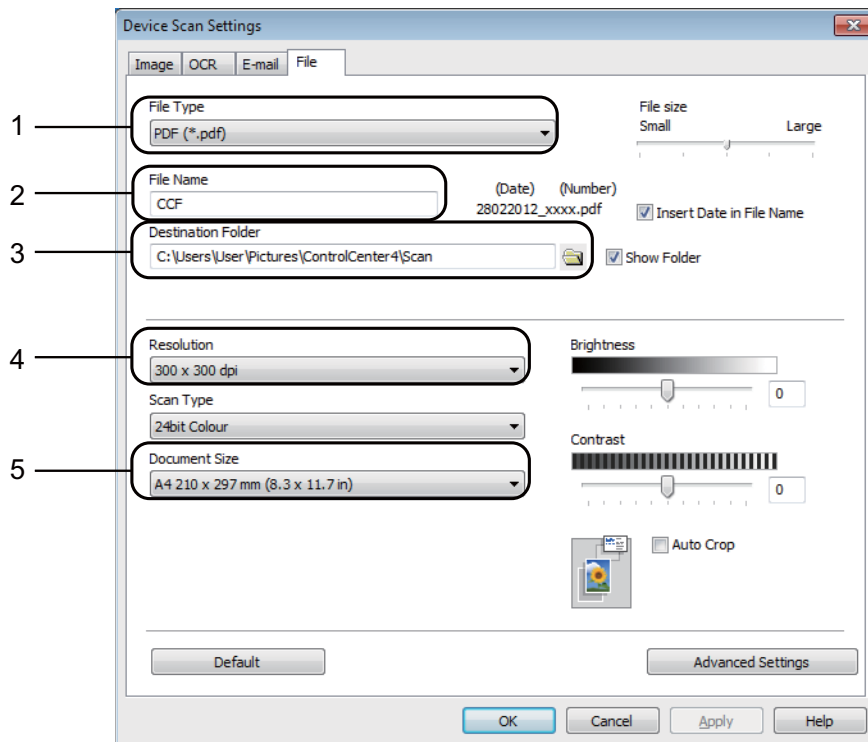 Device Scan Settings
Image OCR E-mail File
1
File Type
PDF (*.pdf)
File size
Small Large
2
File Name
CCF
(Date) (Number)
28022012_xxxx.pdf
Insert Date in File Name
3
Destination Folder
C:\Users\User\Pictures\ControlCenter4\Scan
Show Folder
4
Resolution
300 x 300 dpi
Brightness
0
Scan Type
24bit Colour
Contrast
0
5
Document Size
A4 210 x 297 mm (8.3 x 11.7 in)
Auto Crop
Default
Advanced Settings
OK Cancel Apply Help